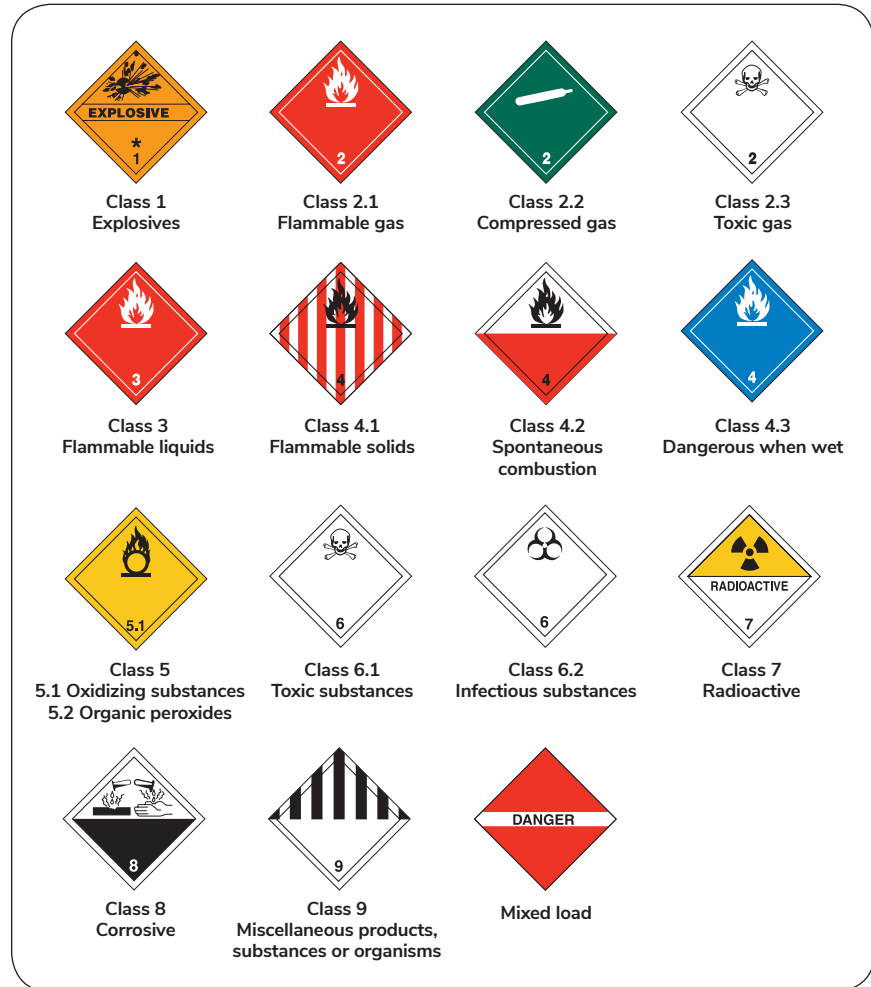 EXPLOSIVE
*
1
2
2
2
Class 1
Explosives
Class 2.1
Flammable gas
Class 2.2
Compressed gas
Class 2.3
Toxic gas
3
4
4
4
Class 3
Flammable liquids
Class 4.1
Flammable solids
Class 4.2
Spontaneous
combustion
Class 4.3
Dangerous when wet
5.1
6
6
RADIOACTIVE
7
Class 5
5.1 Oxidizing substances
5.2 Organic peroxides
Class 6.1
Toxic substances
Class 6.2
Infectious substances
Class 7
Radioactive
8
9
DANGER
Class 8
Corrosive
Class 9
Miscellaneous products,
substances or organisms
Mixed load